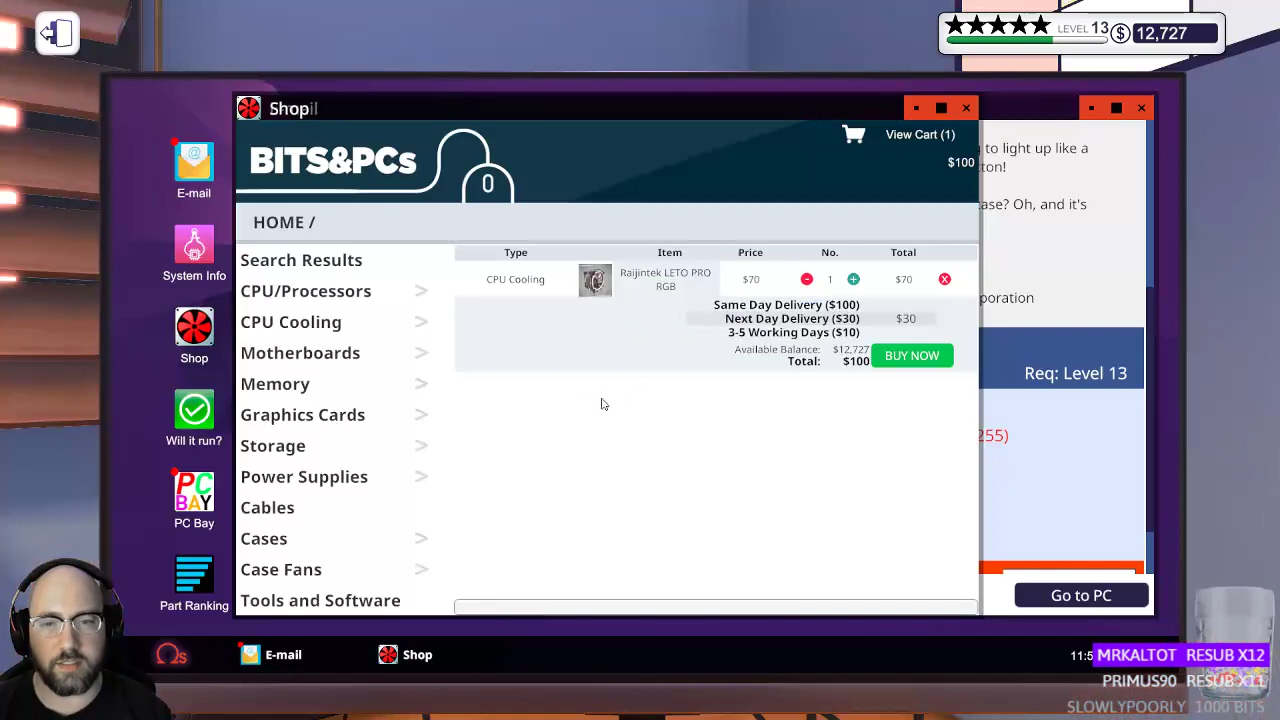 LEVEL 13
$ 12,727
Shop
BITS&PCs
View Cart (1)
$100
HOME /
Type Item Price No. Total
CPU Cooling Raijintek LETO PRO RGB $70 - 1 + $70 X
Same Day Delivery ($100)
Next Day Delivery ($30) $30
3-5 Working Days ($10)
Available Balance: $12,727
Total: $100
BUY NOW
Search Results
CPU/Processors >
CPU Cooling >
Motherboards >
Memory >
Graphics Cards >
Storage >
Power Supplies >
Cables
Cases >
Case Fans >
Tools and Software
E-mail
System Info
Shop
Will it run?
PC BAY
PC Bay
Part Ranking
to light up like a
ase? Oh, and it's
poration
Req: Level 13
255)
Go to PC
Os
E-mail
Shop
11:5
MRKALTOT RESUB X12
PRIMUS90 RESUB X11
SLOWLYPOORLY 1000 BITS